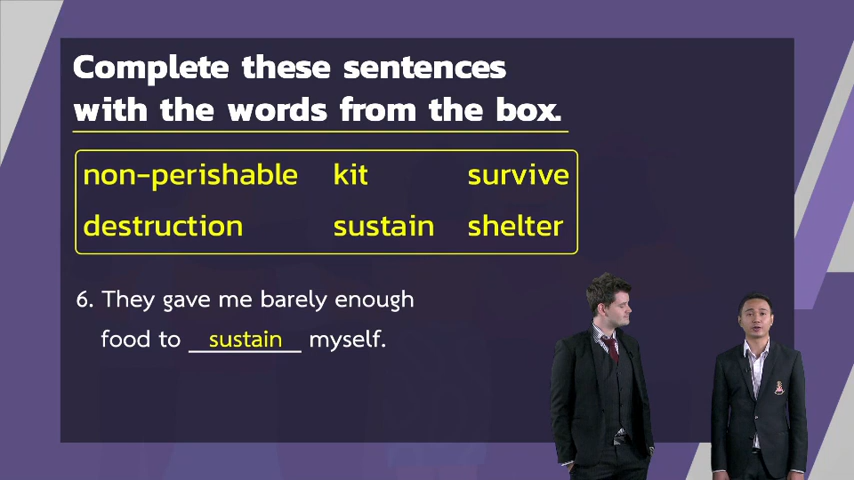 Complete these sentences
with the words from the box.
non-perishable kit survive
destruction sustain shelter
6. They gave me barely enough
food to sustain myself.